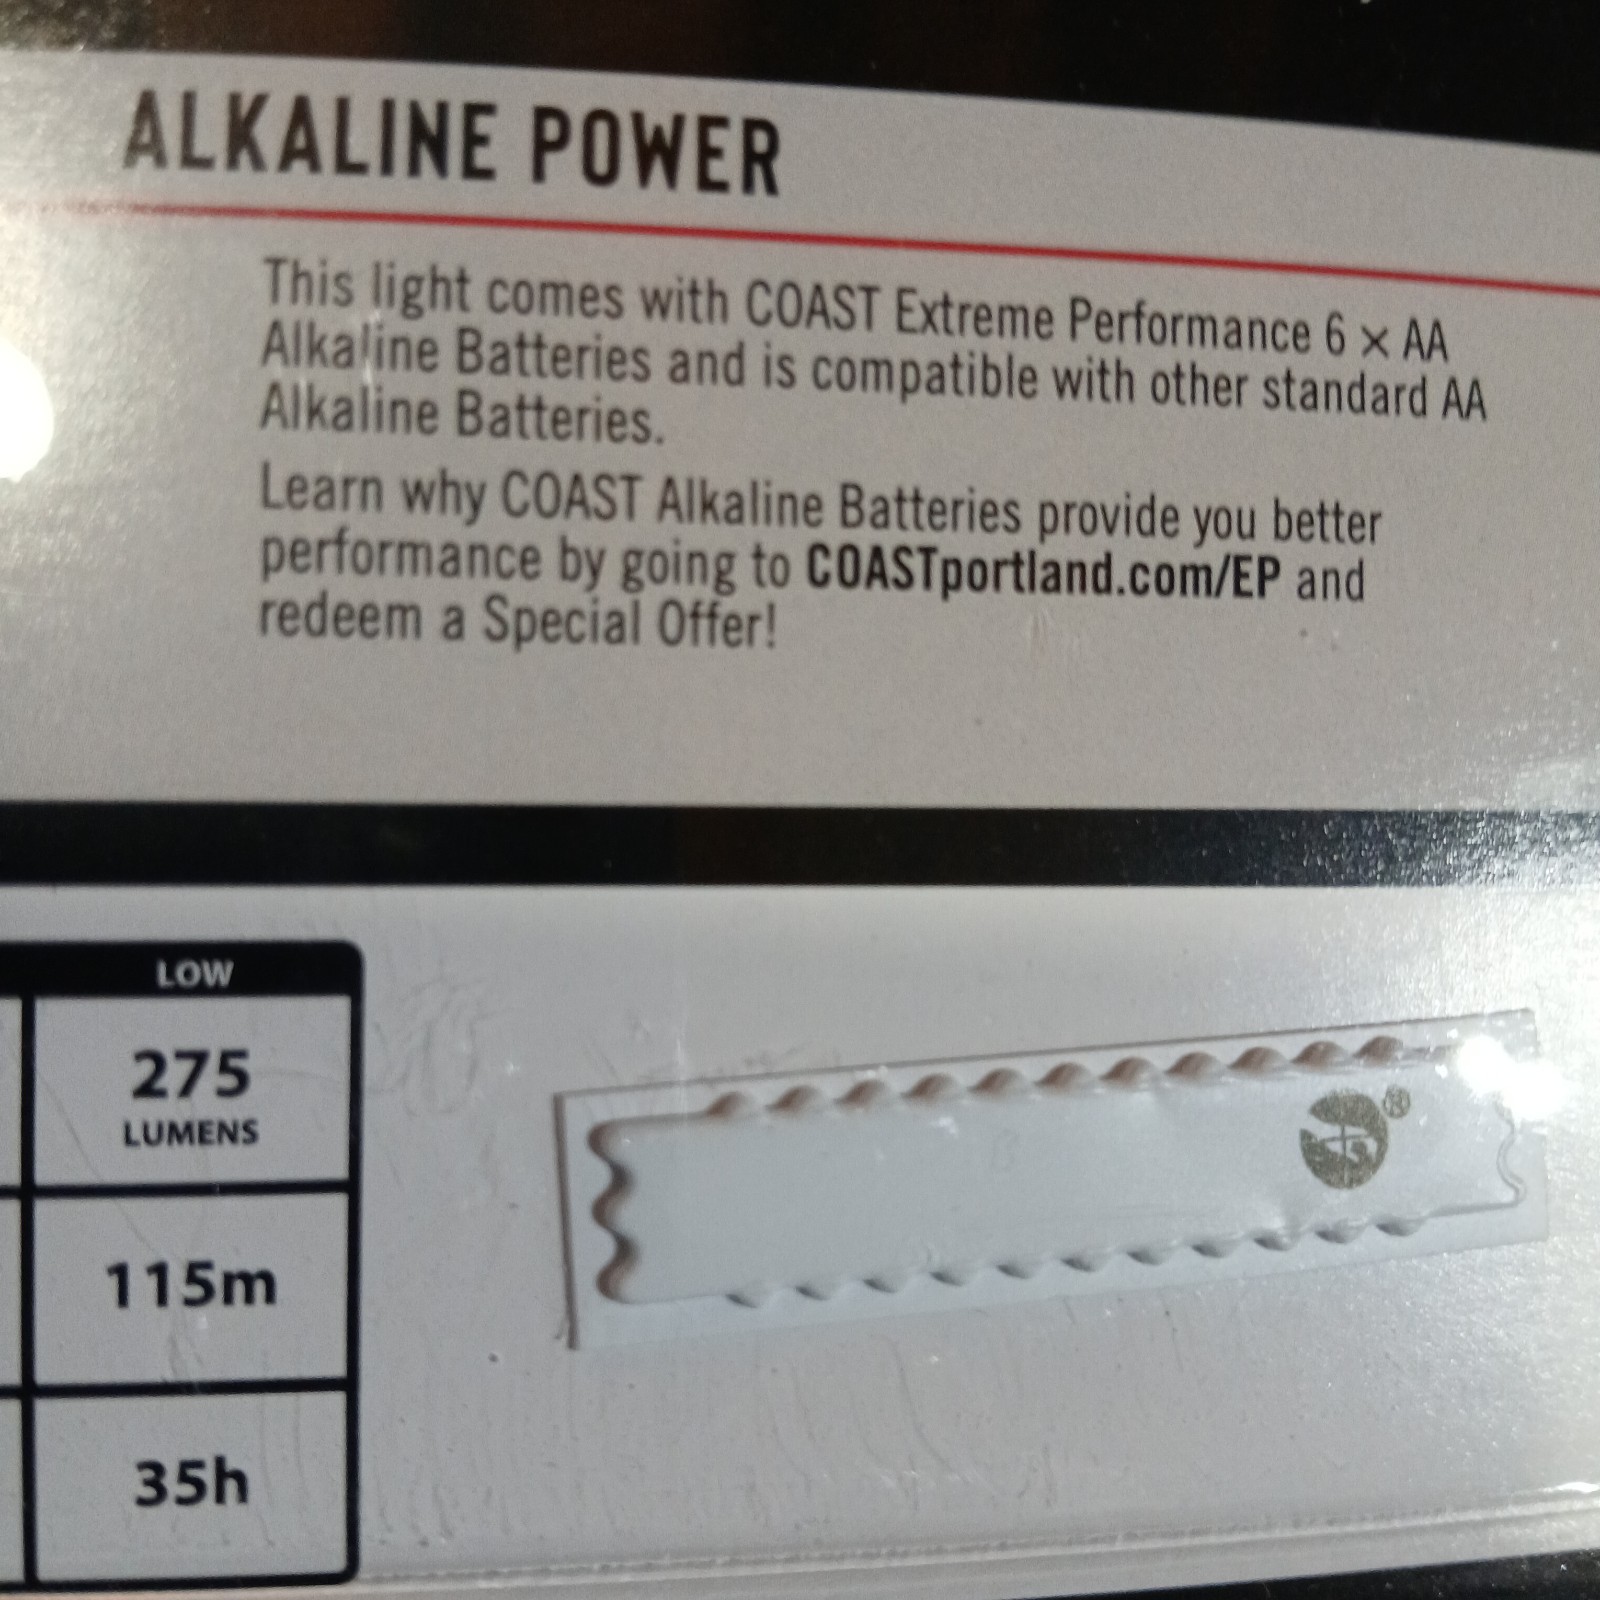 ALKALINE POWER
This light comes with COAST Extreme Performance 6 × AA
Alkaline Batteries and is compatible with other standard AA
Alkaline Batteries.
Learn why COAST Alkaline Batteries provide you better
performance by going to COASTportland.com/EP and
redeem a Special Offer!
LOW
275
LUMENS
115m
35h
®